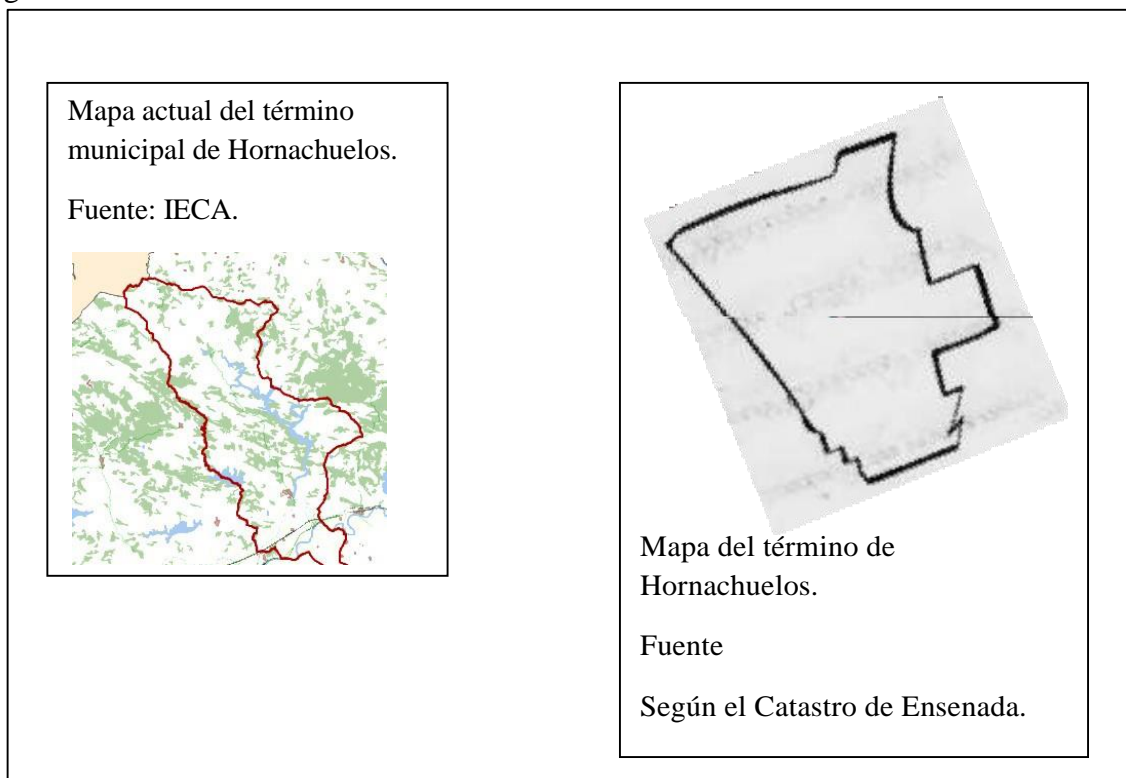 Mapa actual del término
municipal de Hornachuelos.
Fuente: IECA.
Mapa del término de
Hornachuelos.
Fuente
Según el Catastro de Ensenada.